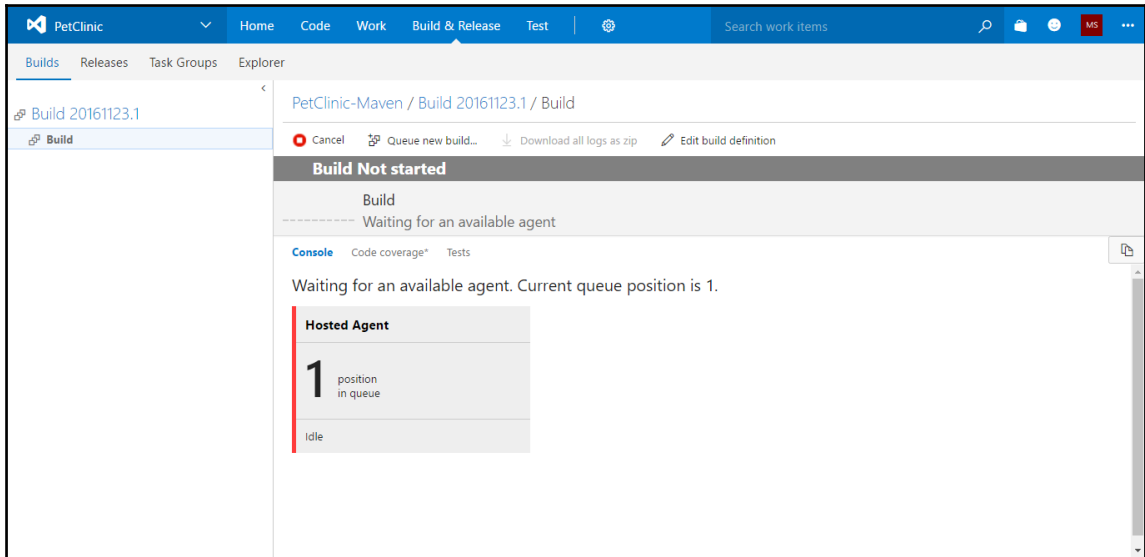 PetClinic Home Code Work Build & Release Test Search work items MS
Builds Releases Task Groups Explorer
Build 20161123.1
Build
PetClinic-Maven / Build 20161123.1 / Build
Cancel Queue new build... Download all logs as zip Edit build definition
Build Not started
Build
Waiting for an available agent
Console Code coverage* Tests
Waiting for an available agent. Current queue position is 1.
Hosted Agent
1 position
in queue
Idle